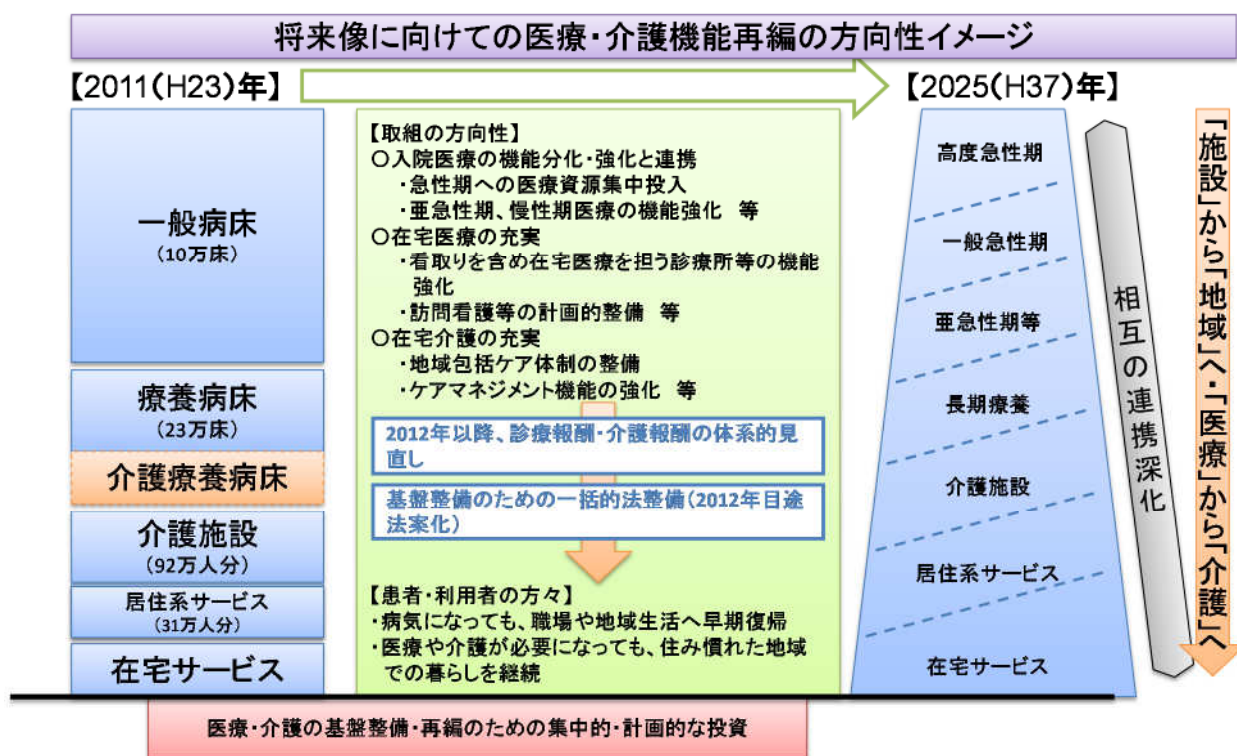 将来像に向けての医療・介護機能再編の方向性イメージ
【2011(H23)年】
【2025(H37)年】
一般病床
(10万床)
療養病床
(23万床)
介護療養病床
介護施設
(92万人分)
居住系サービス
(31万人分)
在宅サービス
【取組の方向性】
○入院医療の機能分化・強化と連携
・急性期への医療資源集中投入
・亜急性期、慢性期医療の機能強化 等
○在宅医療の充実
・看取りを含め在宅医療を担う診療所等の機能
強化
・訪問看護等の計画的整備 等
○在宅介護の充実
・地域包括ケア体制の整備
・ケアマネジメント機能の強化 等
2012年以降、診療報酬・介護報酬の体系的見
直し
基盤整備のための一括的法整備(2012年目途
法案化)
【患者・利用者の方々】
・病気になっても、職場や地域生活へ早期復帰
・医療や介護が必要になっても、住み慣れた地域
での暮らしを継続
高度急性期
一般急性期
亜急性期等
長期療養
介護施設
居住系サービス
在宅サービス
相互の連携深化
「施設」から「地域」へ・「医療」から「介護」へ
医療・介護の基盤整備・再編のための集中的・計画的な投資